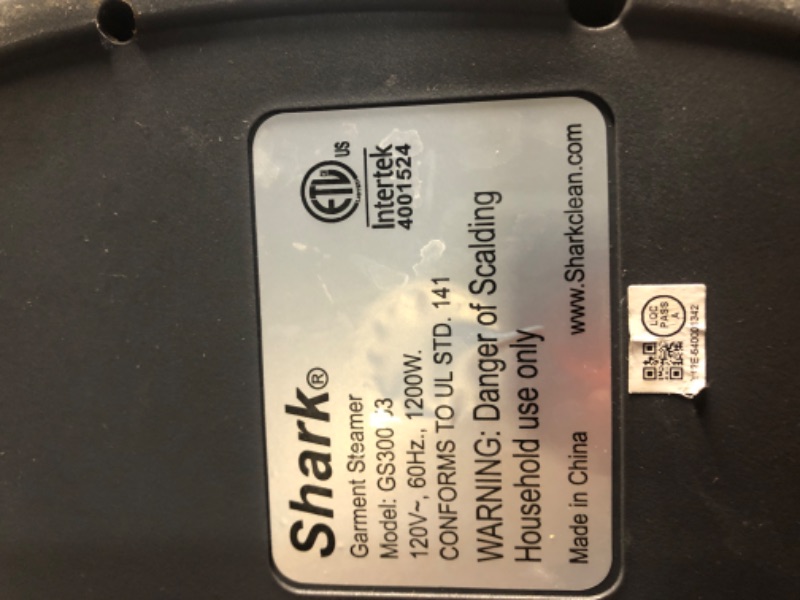 Shark®
Garment Steamer
Model:
120V~, 60Hz., 1200W.
CONFORMS TO UL STD. 141
WARNING: Danger of Scalding
Household use only
Made in China
www.Sharkclean.com
ETL
US
Intertek
4001524
LQC
PASS
A